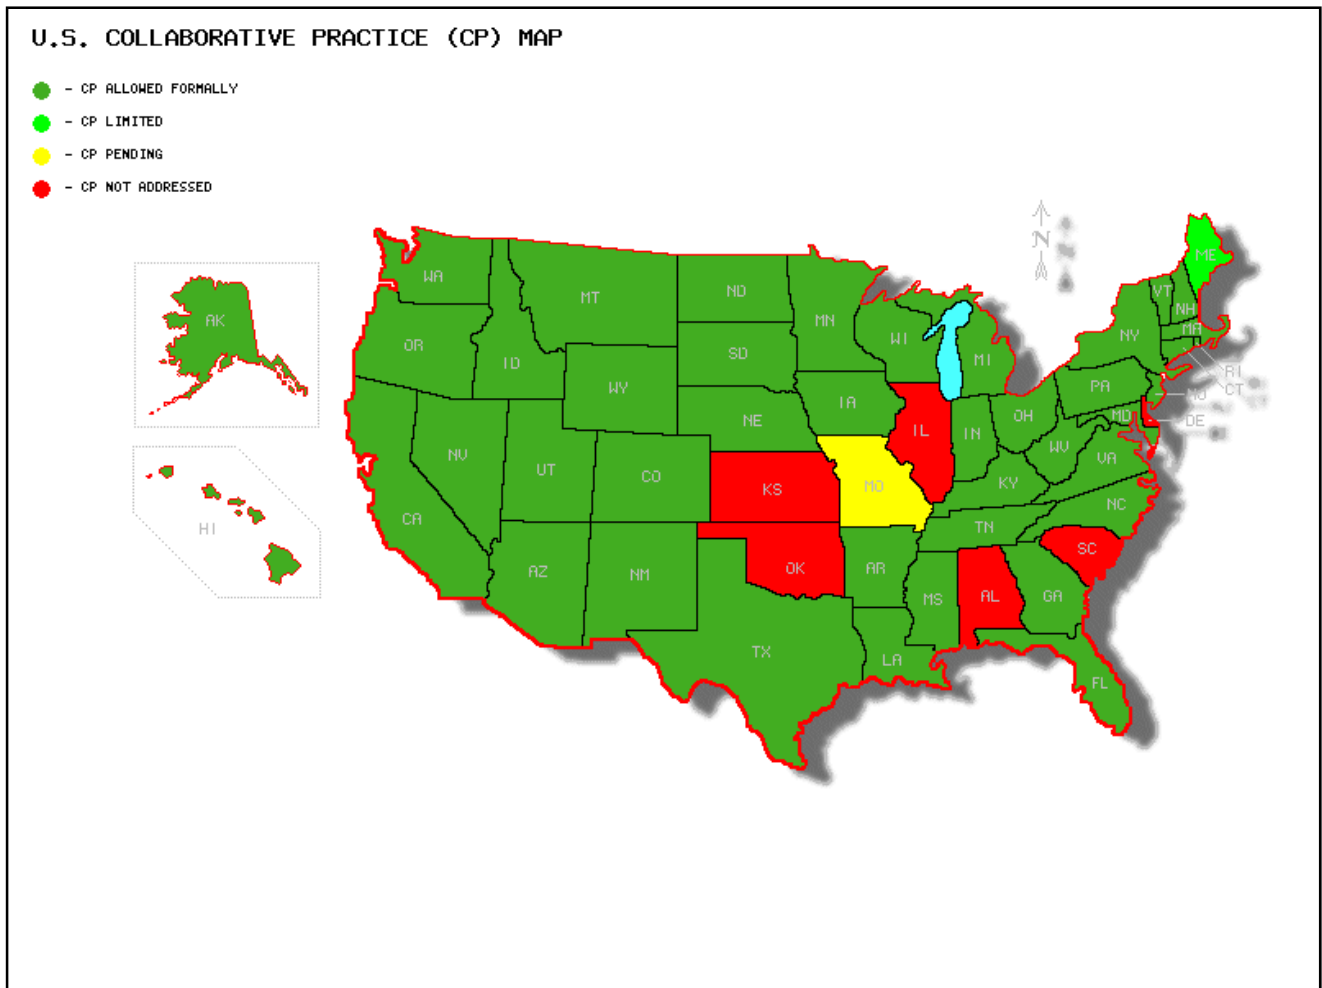 U.S. COLLABORATIVE PRACTICE (CP) MAP
- CP ALLOWED FORMALLY
- CP LIMITED
- CP PENDING
- CP NOT ADDRESSED
N
ME
WA
MT
ND
MN
VT
NH
AK
OR
ID
SD
WI
MI
NY
MA
WY
RI
CT
NE
IA
PA
NJ
OH
MD
DE
IL
IN
WV
VA
NV
UT
CO
KS
MO
KY
NC
CA
HI
TN
AZ
NM
OK
AR
SC
MS
AL
GA
TX
LA
FL